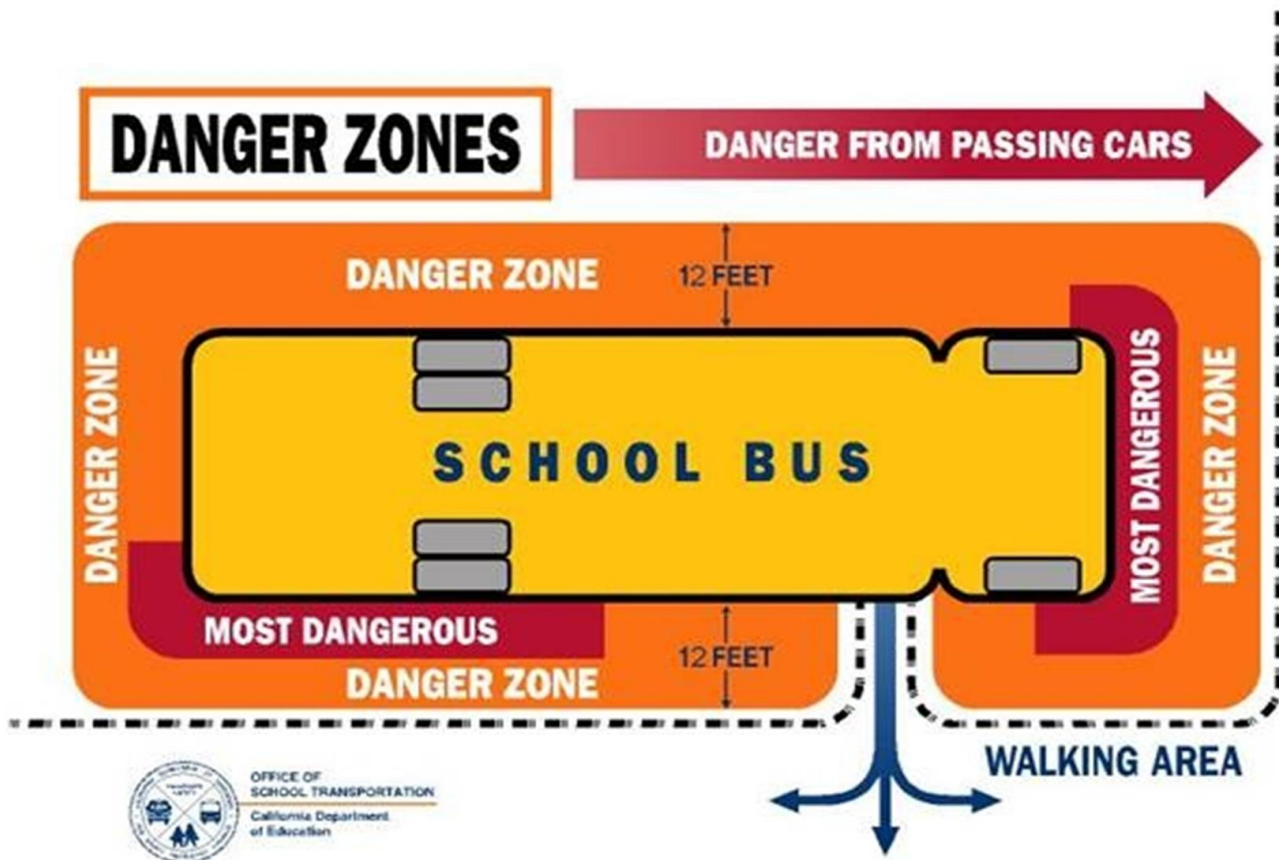 DANGER ZONES
DANGER FROM PASSING CARS
DANGER ZONE
12 FEET
DANGER ZONE
MOST DANGEROUS
DANGER ZONE
SCHOOL BUS
MOST DANGEROUS
12 FEET
DANGER ZONE
WALKING AREA
OFFICE OF
SCHOOL TRANSPORTATION
California Department
of Education